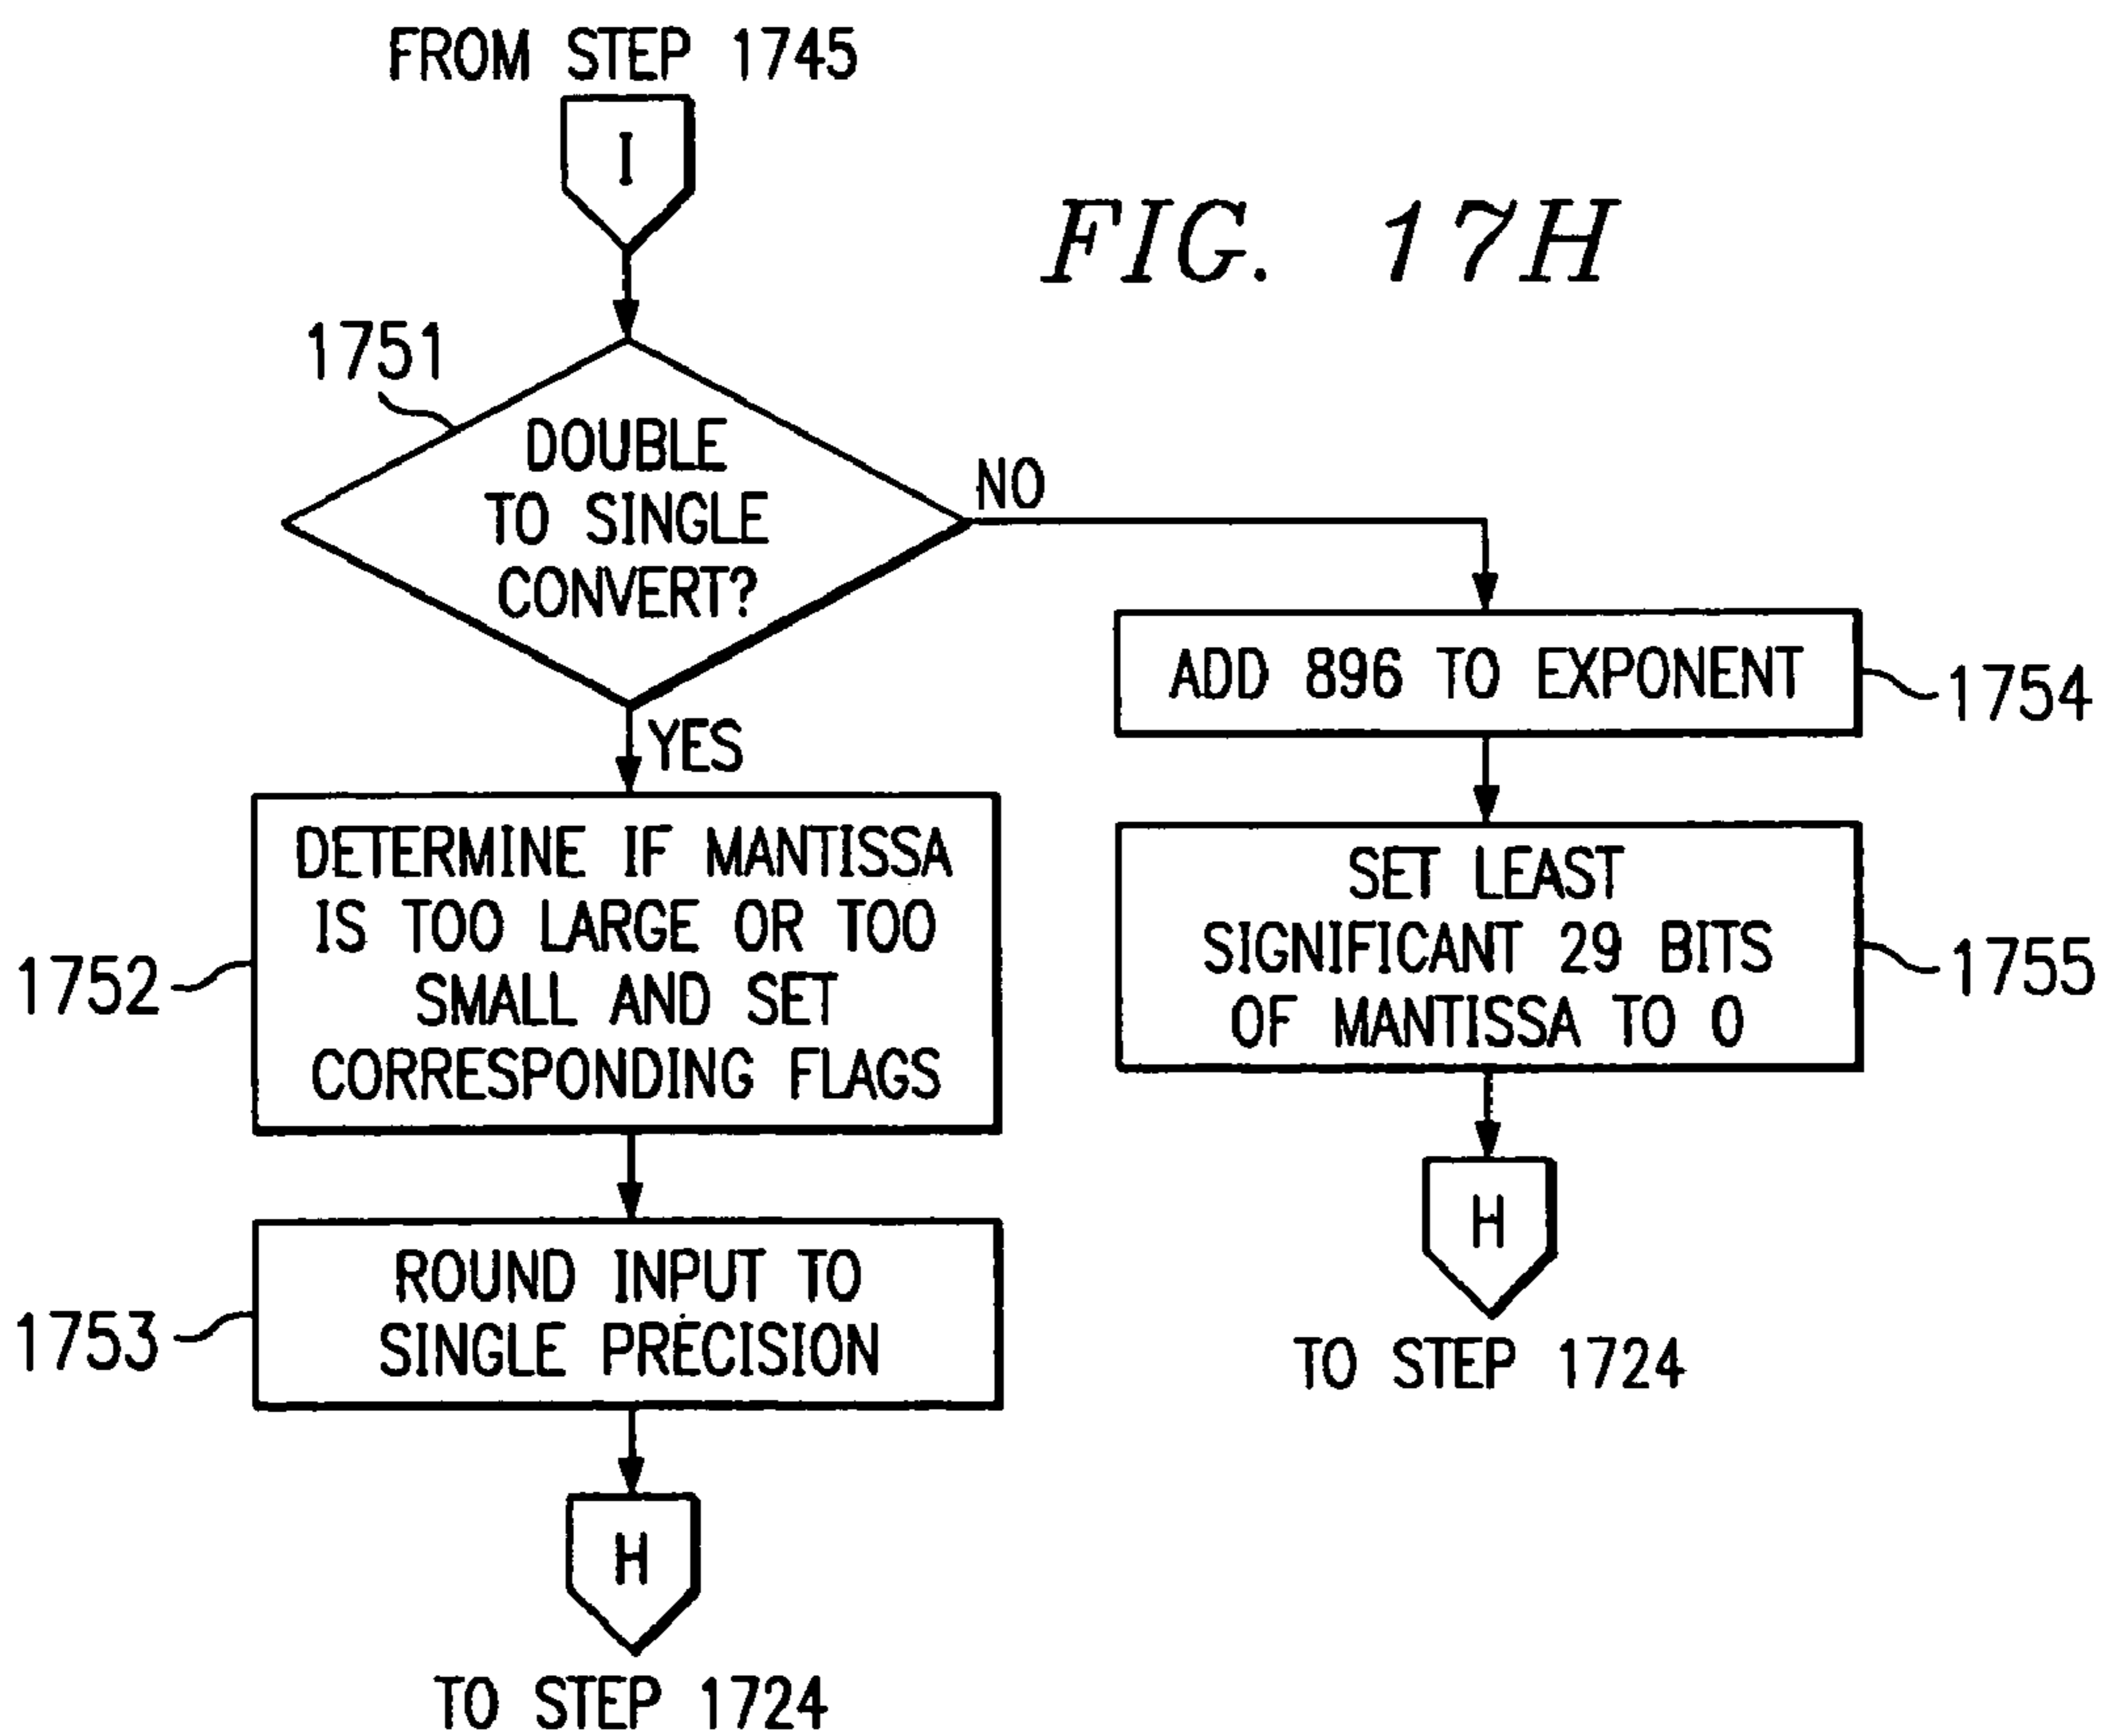 FROM STEP 1745
I
FIG. 17H
1751
DOUBLE
TO SINGLE
CONVERT?
NO
YES
ADD 896 TO EXPONENT
1754
DETERMINE IF MANTISSA
IS TOO LARGE OR TOO
SMALL AND SET
CORRESPONDING FLAGS
1752
SET LEAST
SIGNIFICANT 29 BITS
OF MANTISSA TO 0
1755
ROUND INPUT TO
SINGLE PRECISION
1753
H
TO STEP 1724
H
TO STEP 1724